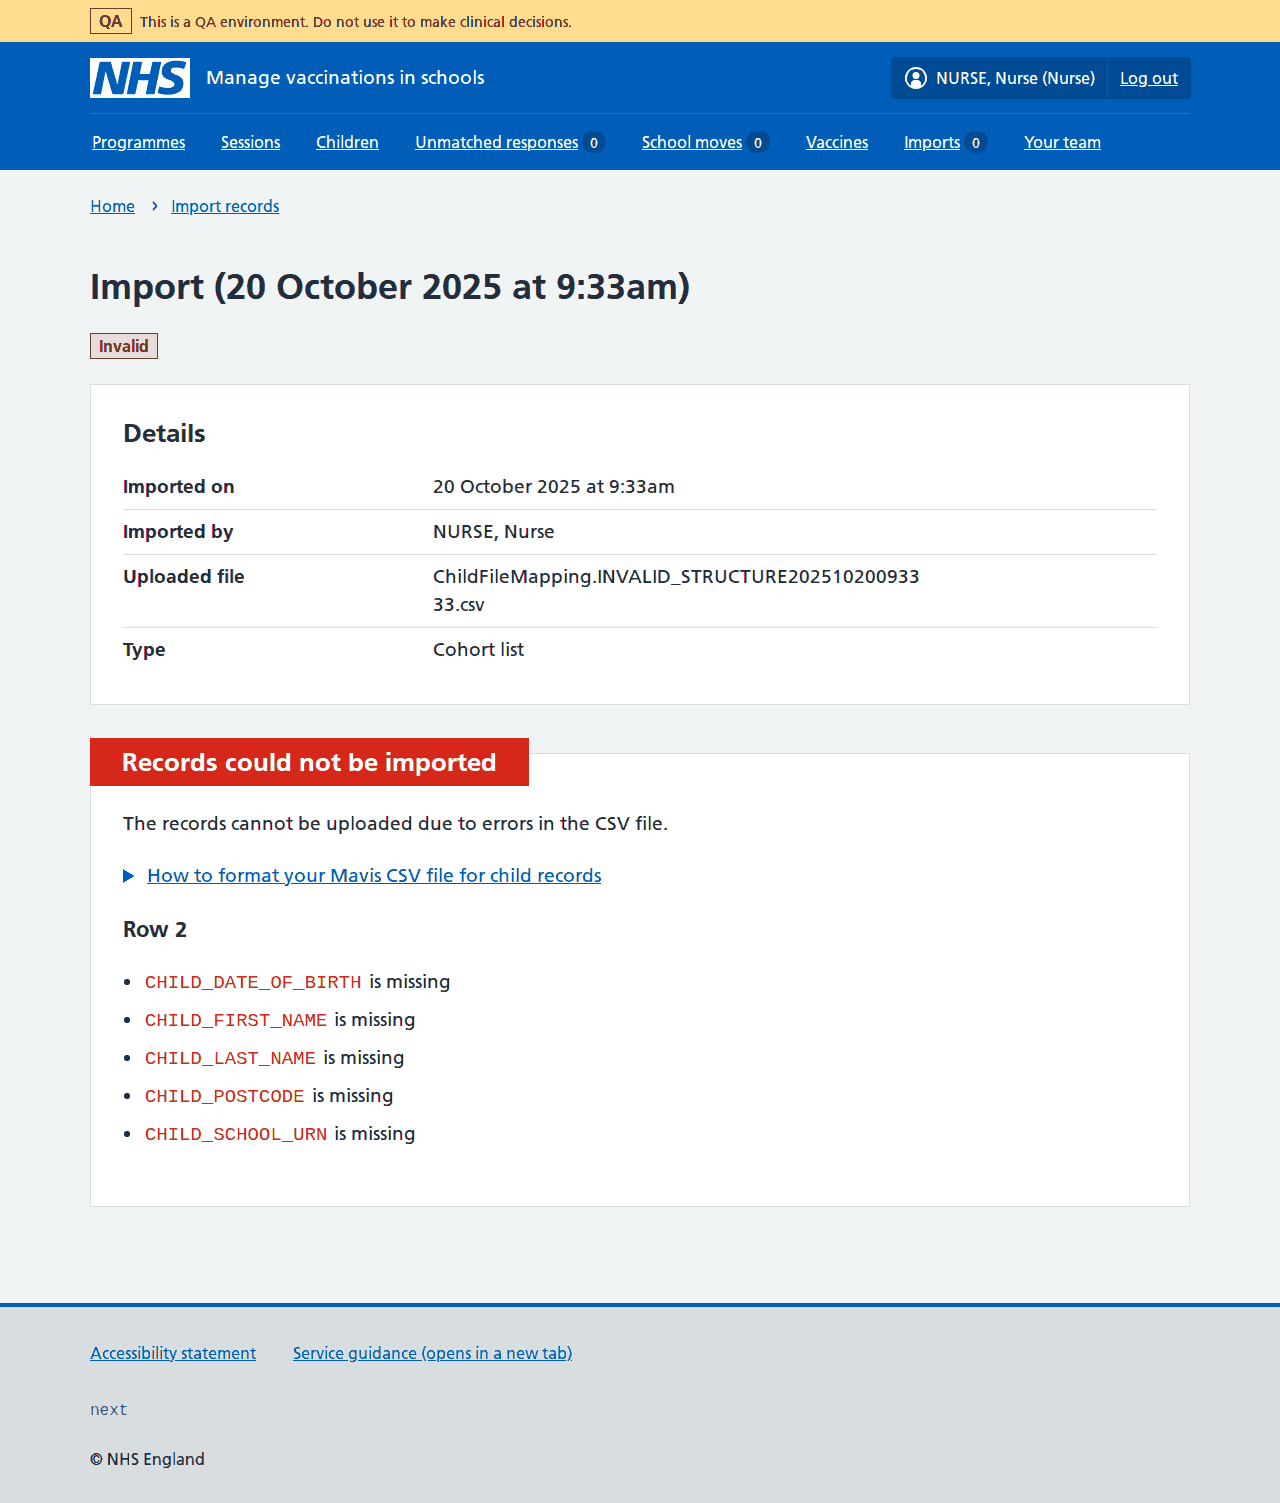 QA This is a QA environment. Do not use it to make clinical decisions.
NHS Manage vaccinations in schools NURSE, Nurse (Nurse) Log out
Programmes Sessions Children Unmatched responses 0 School moves 0 Vaccines Imports 0 Your team
Home › Import records
Import (20 October 2025 at 9:33am)
Invalid
Details
Imported on 20 October 2025 at 9:33am
Imported by NURSE, Nurse
Uploaded file ChildFileMapping.INVALID_STRUCTURE202510200933
33.csv
Type Cohort list
Records could not be imported
The records cannot be uploaded due to errors in the CSV file.
How to format your Mavis CSV file for child records
Row 2
• CHILD_DATE_OF_BIRTH is missing
• CHILD_FIRST_NAME is missing
• CHILD_LAST_NAME is missing
• CHILD_POSTCODE is missing
• CHILD_SCHOOL_URN is missing
Accessibility statement Service guidance (opens in a new tab)
next
© NHS England